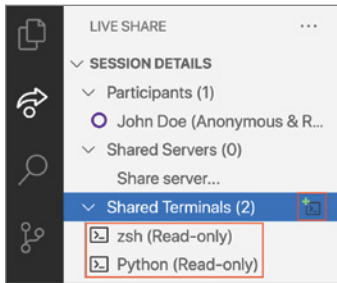 LIVE SHARE
SESSION DETAILS
Participants (1)
John Doe (Anonymous & R...
Shared Servers (0)
Share server...
Shared Terminals (2)
zsh (Read-only)
Python (Read-only)